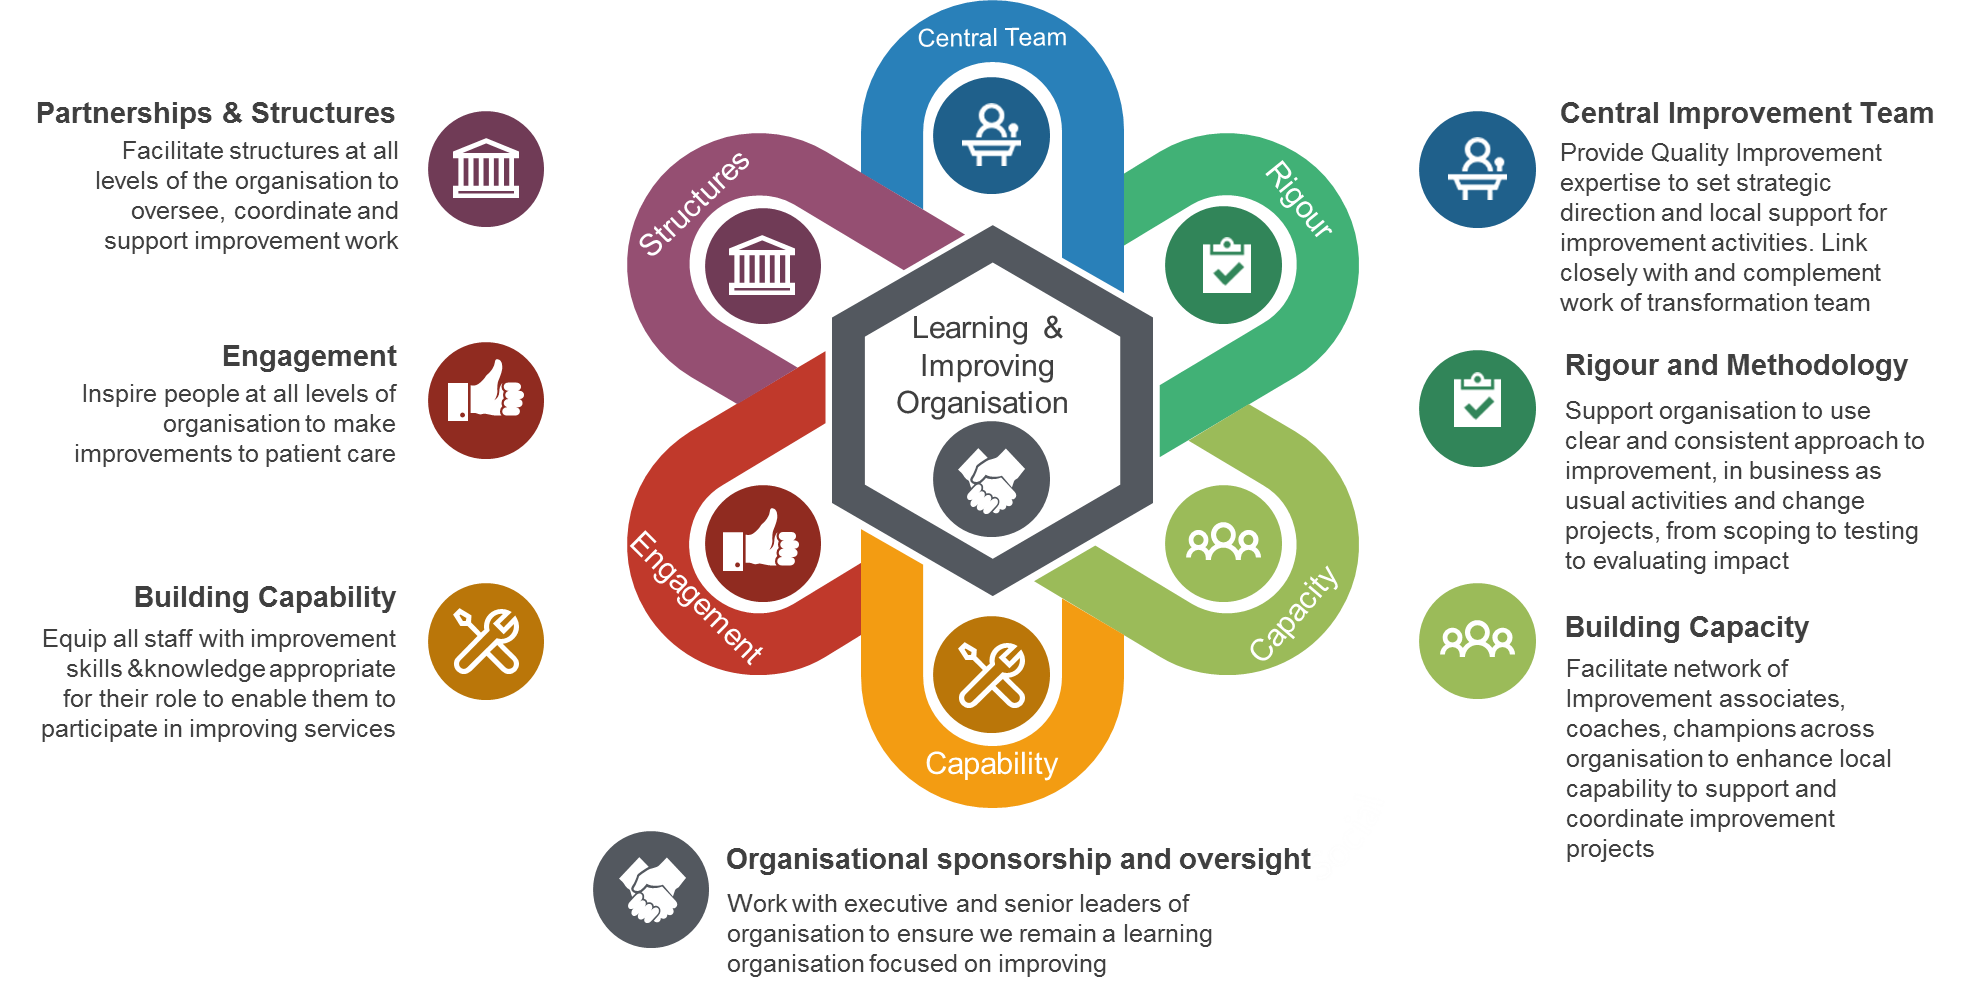 Central Team
Structures
Rigour
Learning & 
Improving
Organisation
Engagement
Capacity
Capability
Partnerships & Structures
Facilitate structures at all
levels of the organisation to
oversee, coordinate and
support improvement work
Engagement
Inspire people at all levels of
organisation to make
improvements to patient care
Building Capability
Equip all staff with improvement
skills &knowledge appropriate
for their role to enable them to
participate in improving services
Central Improvement Team
Provide Quality Improvement
expertise to set strategic
direction and local support for
improvement activities. Link
closely with and complement
work of transformation team
Rigour and Methodology
Support organisation to use
clear and consistent approach to
improvement, in business as
usual activities and change
projects, from scoping to testing
to evaluating impact
Building Capacity
Facilitate network of
Improvement associates,
coaches, champions across
organisation to enhance local
capability to support and
coordinate improvement
projects
Organisational sponsorship and oversight
Work with executive and senior leaders of
organisation to ensure we remain a learning
organisation focused on improving